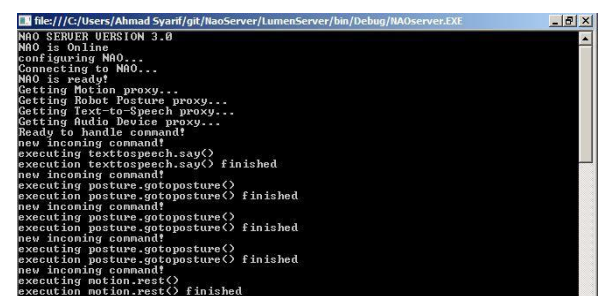 file:///C:/Users/Ahmad Syarif/git/NaoServer/LumenServer/bin/Debug/NAOserver.EXE
NAO SERVER VERSION 3.0
NAO is Online
configuring NAO...
Connecting to NAO...
NAO is ready!
Getting Motion proxy...
Getting Robot Posture proxy...
Getting Text-to-Speech proxy...
Getting Audio Device proxy...
Ready to handle command!
new incoming command!
executing texttospeech.say()
execution texttospeech.say() finished
new incoming command!
executing posture.gotoposture()
execution posture.gotoposture() finished
new incoming command!
executing posture.gotoposture()
execution posture.gotoposture() finished
new incoming command!
executing posture.gotoposture()
execution posture.gotoposture() finished
new incoming command!
executing motion.rest()
execution motion.rest() finished